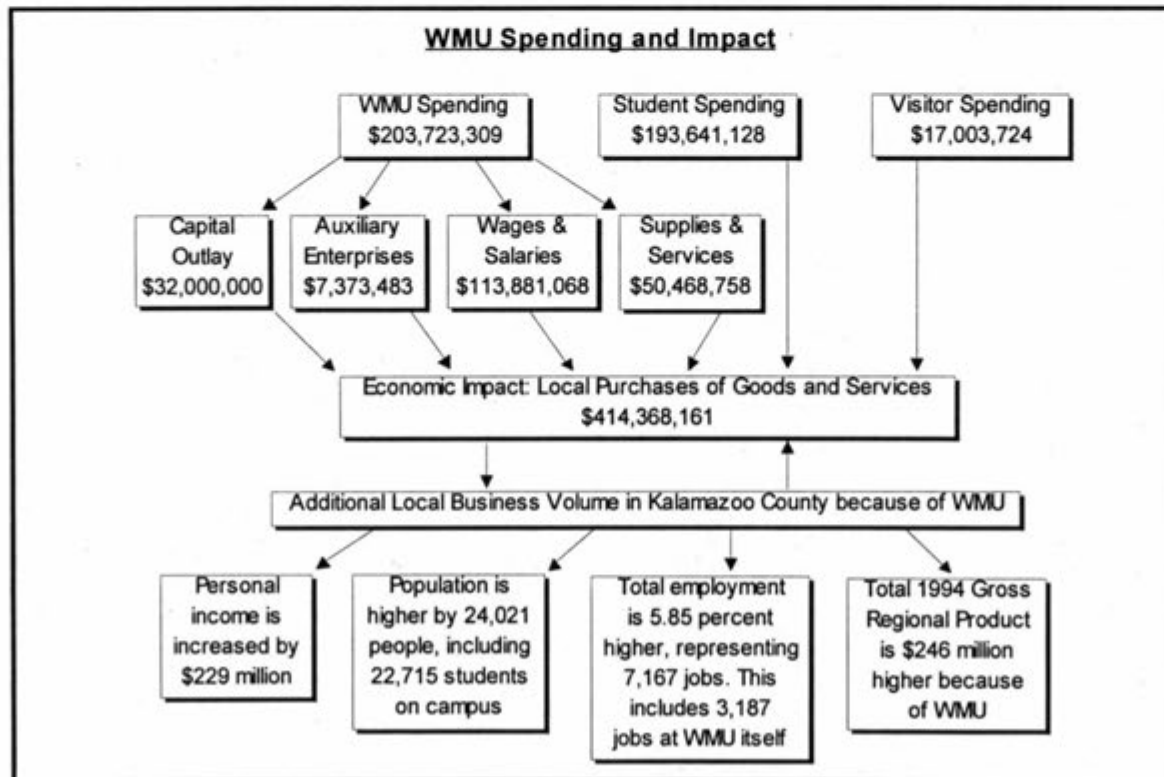 WMU Spending and Impact
WMU Spending
$203,723,309
Student Spending
$193,641,128
Visitor Spending
$17,003,724
Capital
Outlay
$32,000,000
Auxiliary
Enterprises
$7,373,483
Wages &
Salaries
$113,881,068
Supplies &
Services
$50,468,758
Economic Impact: Local Purchases of Goods and Services
$414,368,161
Additional Local Business Volume in Kalamazoo County because of WMU
Personal
income is
increased by
$229 million
Population is
higher by 24,021
people, including
22,715 students
on campus
Total employment
is 5.85 percent
higher, representing
7,167 jobs. This
includes 3,187
jobs at WMU itself
Total 1994 Gross
Regional Product
is $246 million
higher because
of WMU